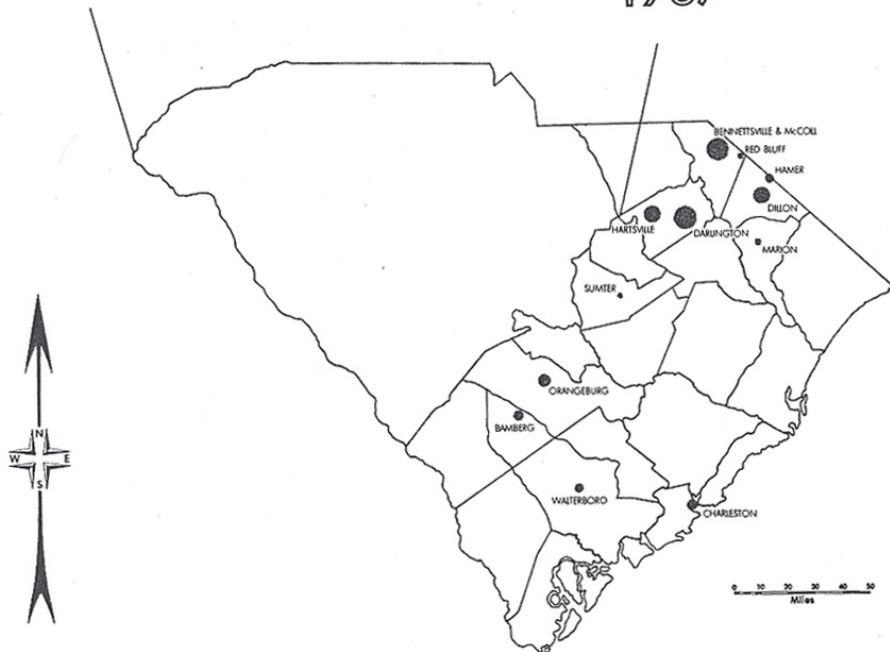 BENNETTSVILLE & McCOLL
RED BLUFF
HAMER
DILLON
HARTSVILLE
DARLINGTON
MARION
SUMTER
ORANGEBURG
BAMBERG
WALTERBORO
CHARLESTON
N
W E
S
0 10 20 30 40 50
Miles